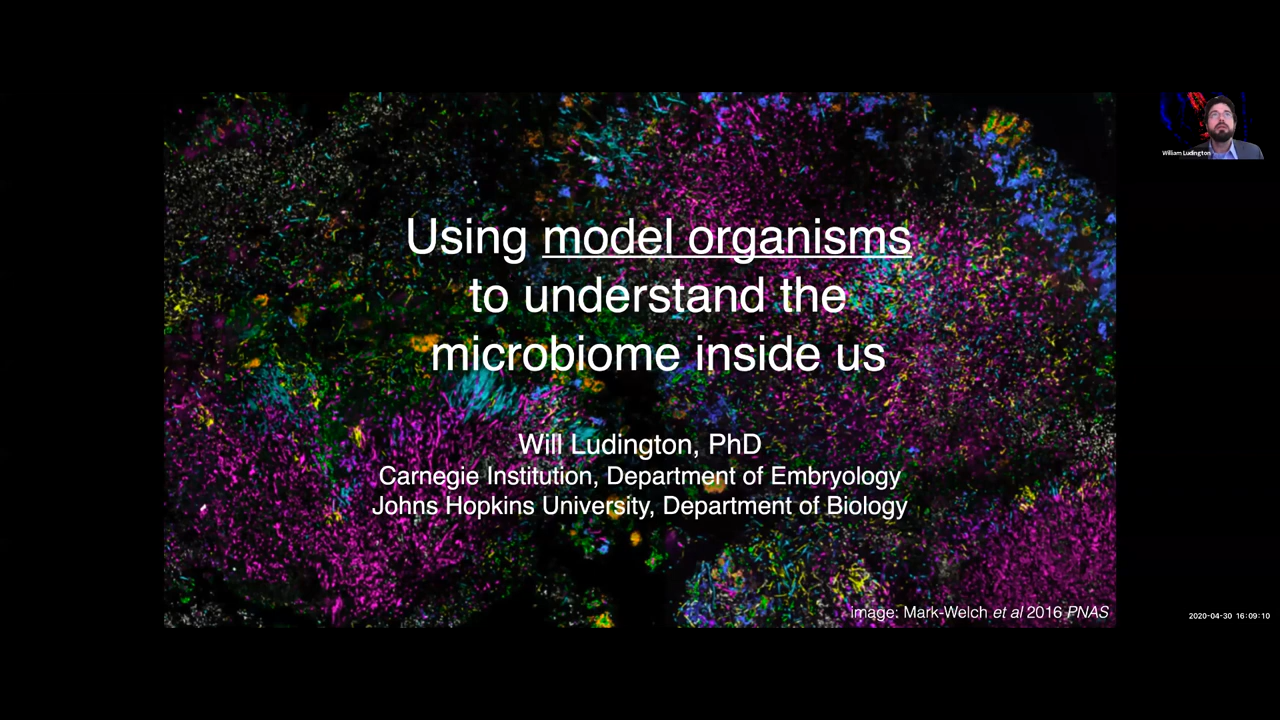 Using model organisms
to understand the
microbiome inside us
Will Ludington, PhD
Carnegie Institution, Department of Embryology
Johns Hopkins University, Department of Biology
image: Mark-Welch et al 2016 PNAS
William Ludington
2020-04-30 16:09:10